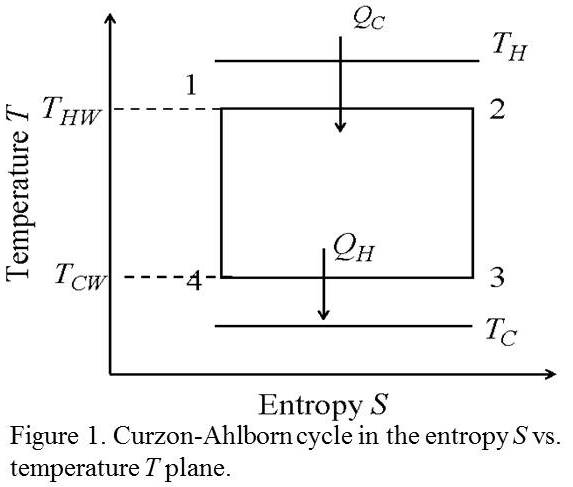 Q_C
T_H
1
T_HW
2
Temperature T
Q_H
T_CW
4
3
T_C
Entropy S
Figure 1. Curzon-Ahlborn cycle in the entropy S vs.
temperature T plane.